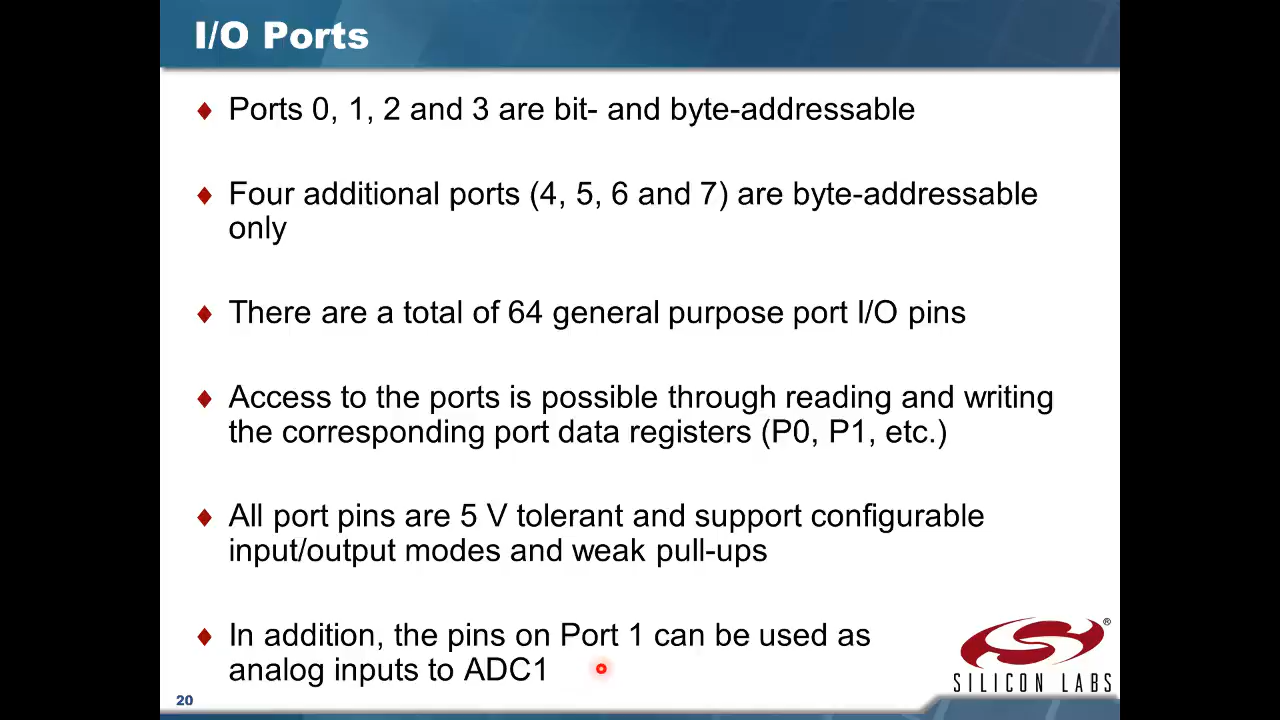 I/O Ports
Ports 0, 1, 2 and 3 are bit- and byte-addressable
Four additional ports (4, 5, 6 and 7) are byte-addressable
only
There are a total of 64 general purpose port I/O pins
Access to the ports is possible through reading and writing
the corresponding port data registers (P0, P1, etc.)
All port pins are 5 V tolerant and support configurable
input/output modes and weak pull-ups
In addition, the pins on Port 1 can be used as
analog inputs to ADC1
®
SILICON LABS
20